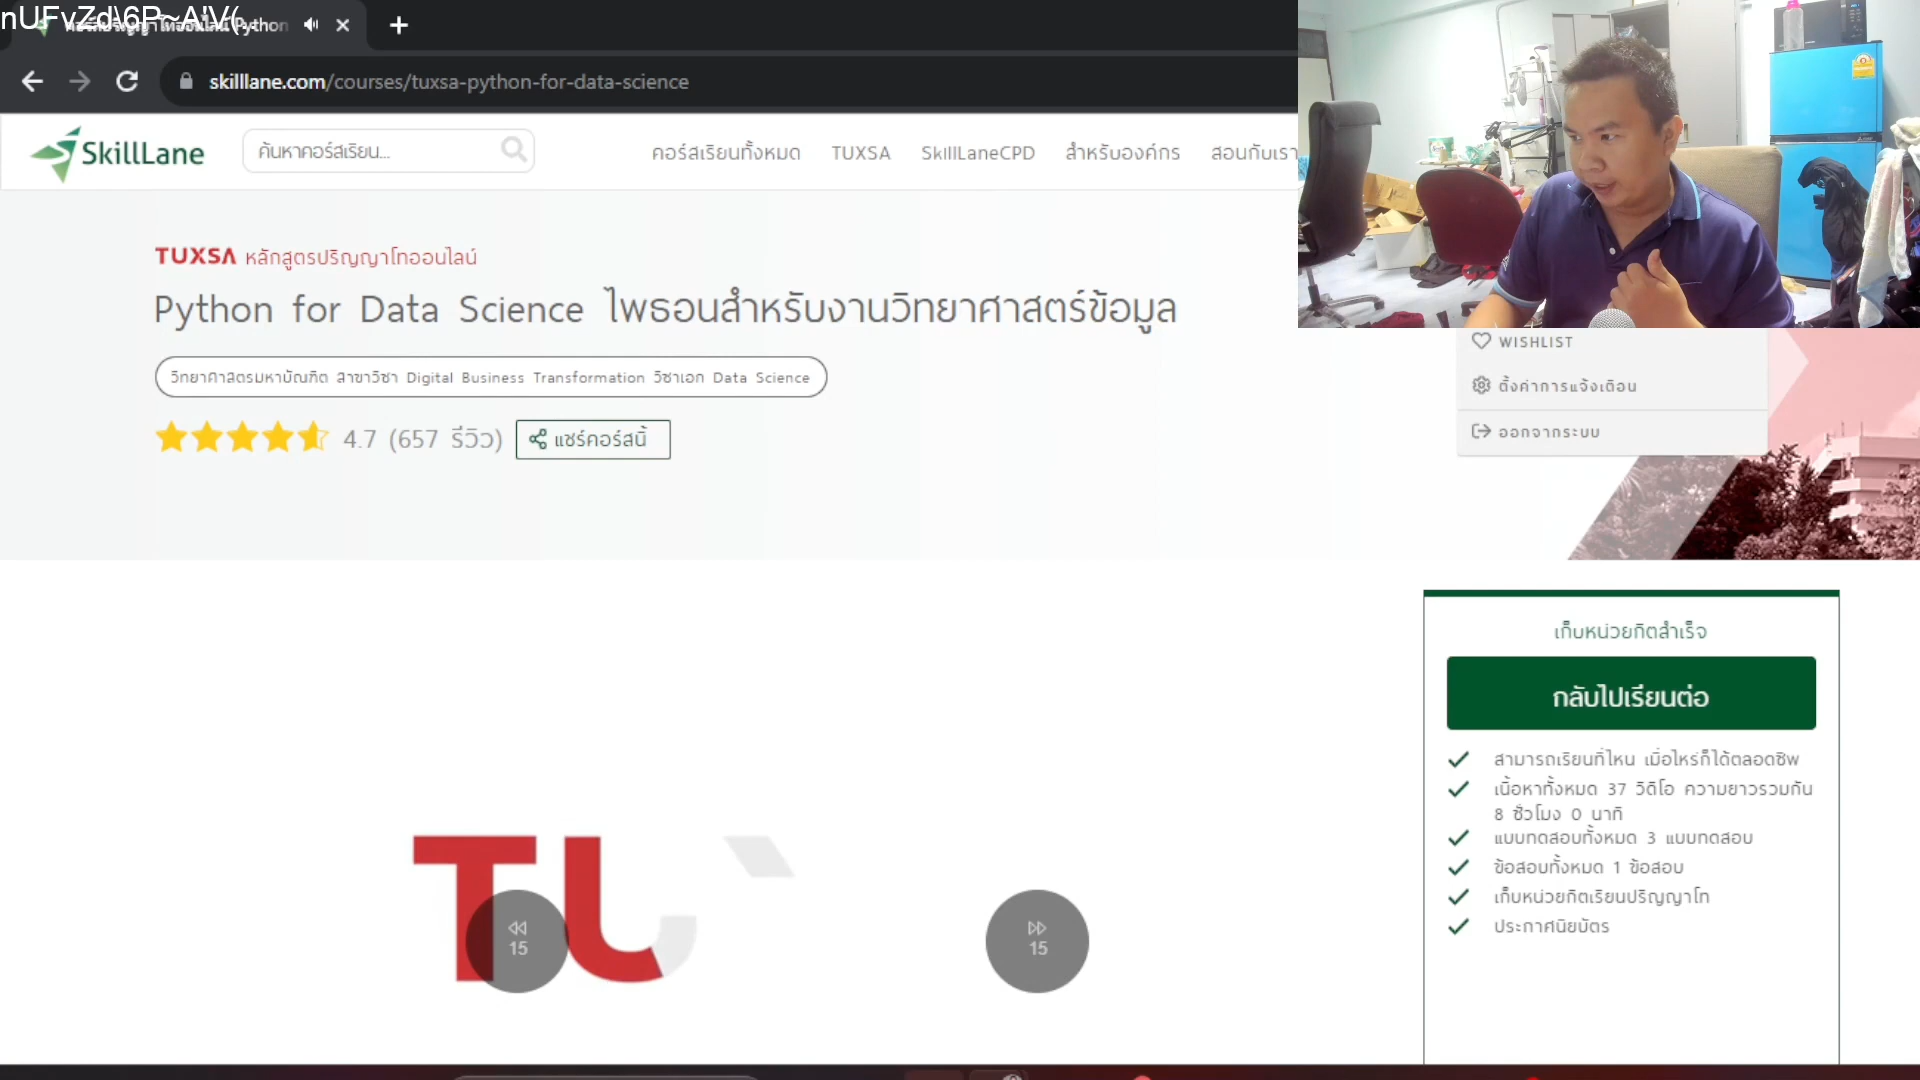 nUFvZd\6P~A'V(
skilllane.com/courses/tuxsa-python-for-data-science
SkillLane
ค้นหาคอร์สเรียน...
คอร์สเรียนทั้งหมด TUXSA SkillLaneCPD สำหรับองค์กร สอนกับเรา
TUXSA หลักสูตรปริญญาโทออนไลน์
Python for Data Science ไพธอนสำหรับงานวิทยาศาสตร์ข้อมูล
วิทยาศาสตรมหาบัณฑิต สาขาวิชา Digital Business Transformation วิชาเอก Data Science
4.7 (657 รีวิว) แชร์คอร์สนี้
WISHLIST
ตั้งค่าการแจ้งเตือน
ออกจากระบบ
เก็บหน่วยกิตสำเร็จ
กลับไปเรียนต่อ
สามารถเรียนที่ไหน เมื่อไหร่ก็ได้ตลอดชีพ
เนื้อหาทั้งหมด 37 วิดีโอ ความยาวรวมกัน
8 ชั่วโมง 0 นาที
แบบทดสอบทั้งหมด 3 แบบทดสอบ
ข้อสอบทั้งหมด 1 ข้อสอบ
เก็บหน่วยกิตเรียนปริญญาโท
ประกาศนียบัตร
TU
15
15